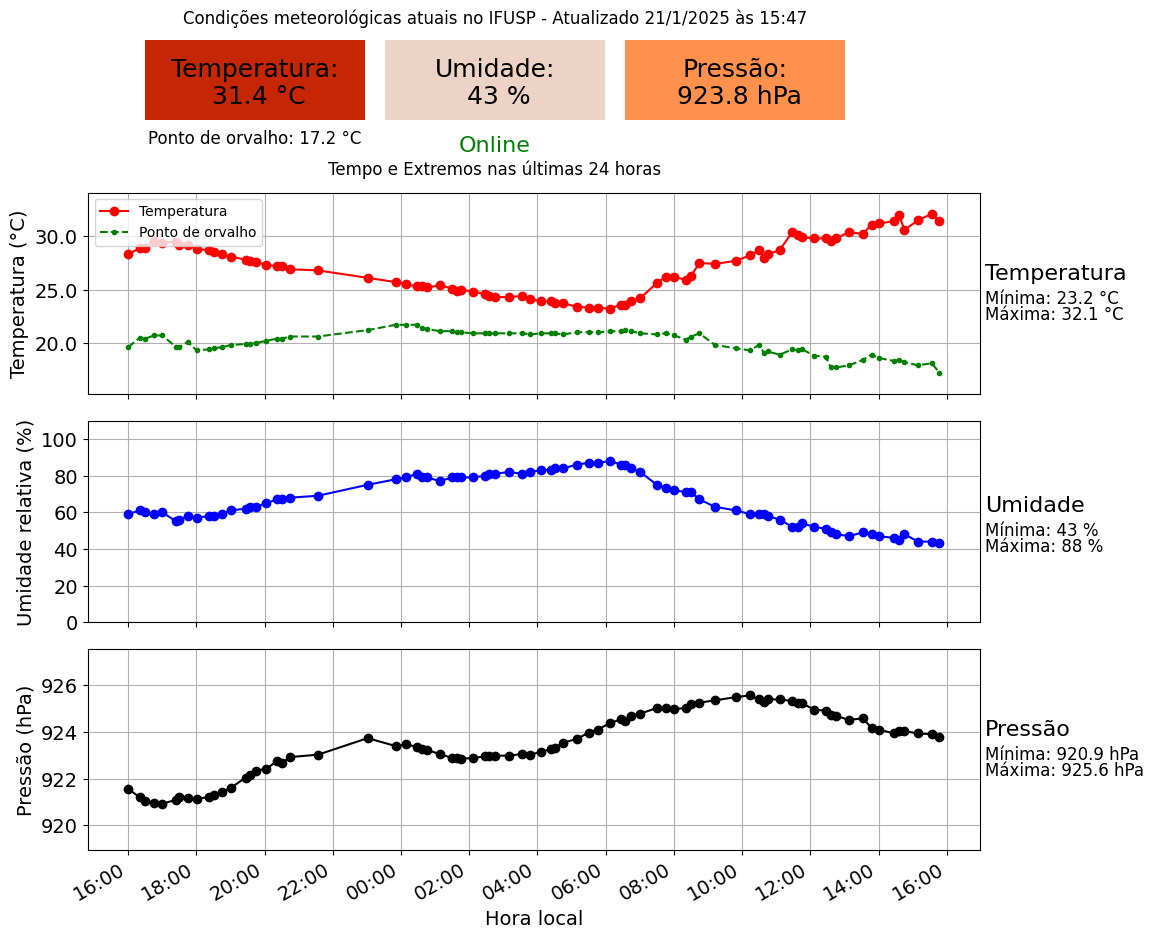 Condições meteorológicas atuais no IFUSP - Atualizado 21/1/2025 às 15:47
Temperatura:
31.4 °C
Umidade:
43 %
Pressão:
923.8 hPa
Ponto de orvalho: 17.2 °C
Online
Tempo e Extremos nas últimas 24 horas
Temperatura (°C)
30.0
25.0
20.0
Temperatura
Ponto de orvalho
Temperatura
Mínima: 23.2 °C
Máxima: 32.1 °C
Umidade relativa (%)
100
80
60
40
20
0
Umidade
Mínima: 43 %
Máxima: 88 %
Pressão (hPa)
926
924
922
920
Pressão
Mínima: 920.9 hPa
Máxima: 925.6 hPa
16:00 18:00 20:00 22:00 00:00 02:00 04:00 06:00 08:00 10:00 12:00 14:00 16:00
Hora local